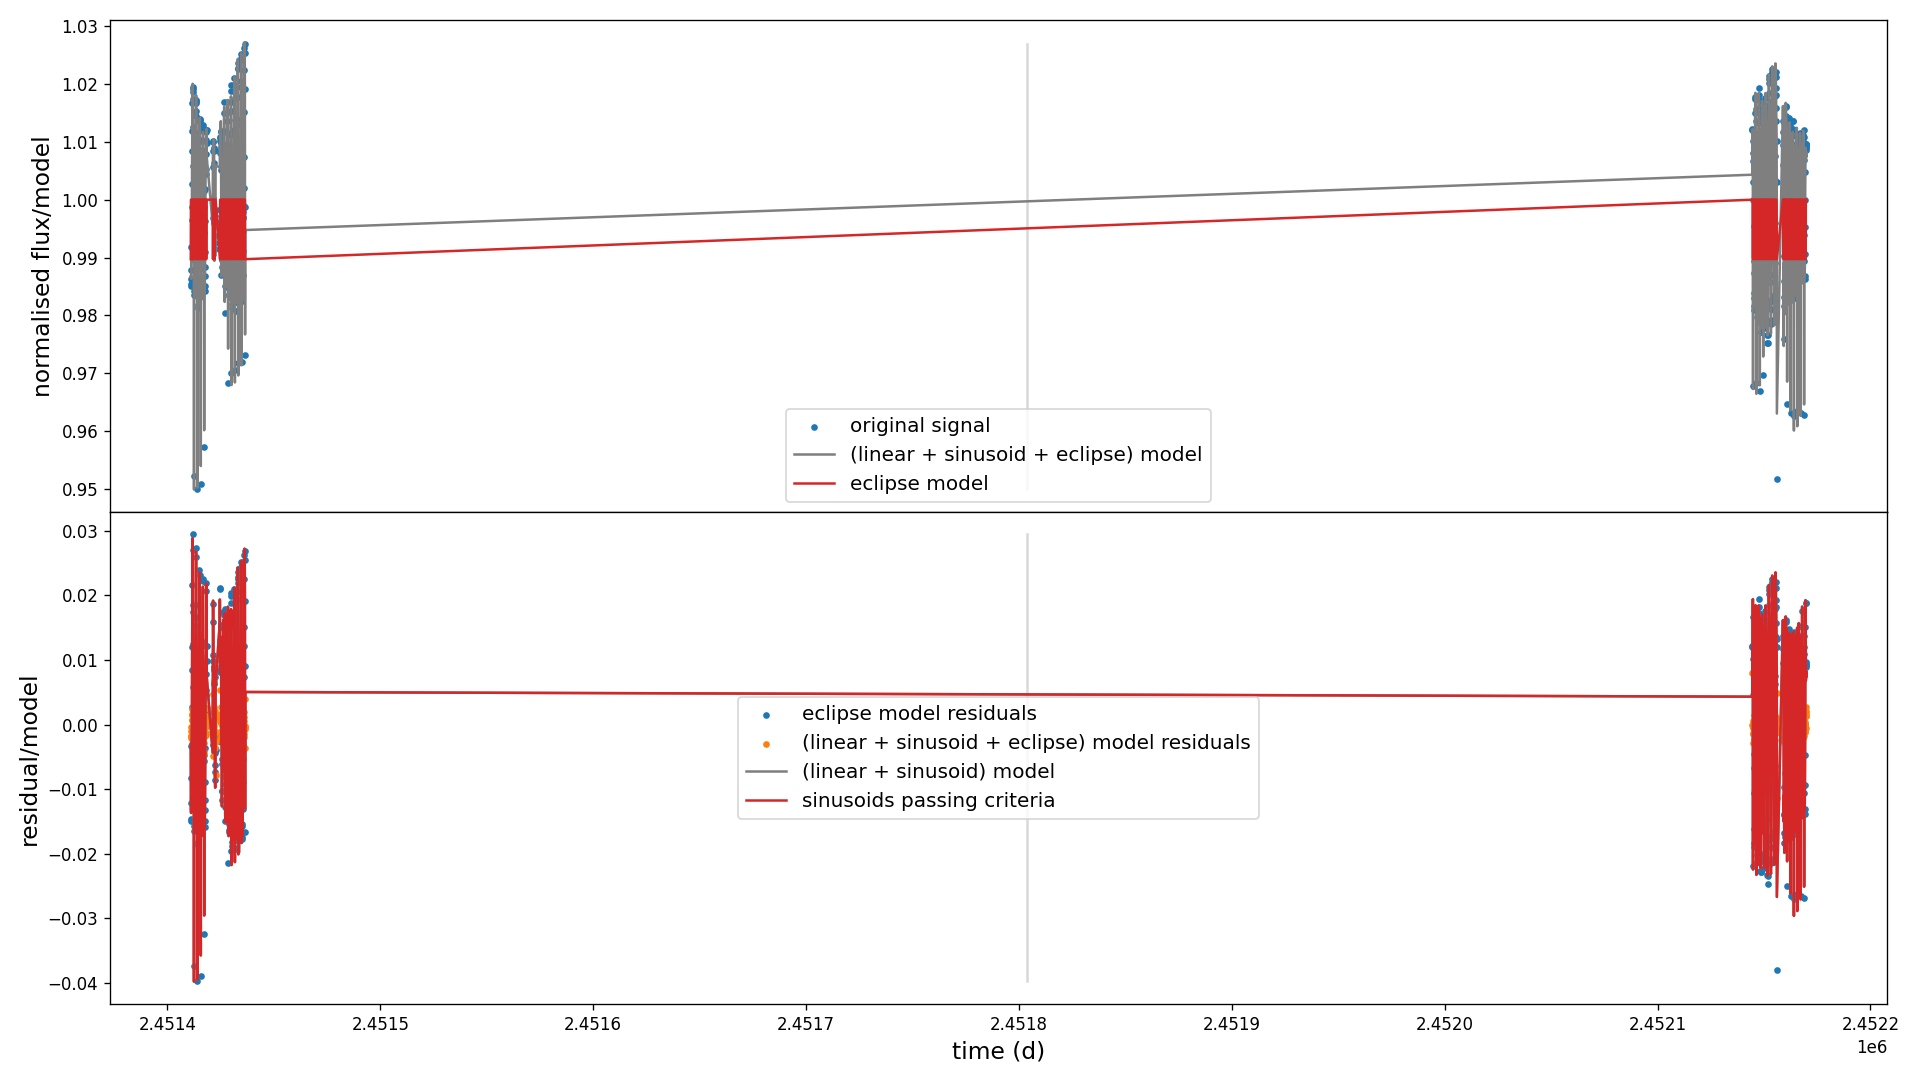 1.03
1.02
1.01
1.00
0.99
0.98
0.97
0.96
0.95
normalised flux/model
original signal
(linear + sinusoid + eclipse) model
eclipse model
0.03
0.02
0.01
0.00
−0.01
−0.02
−0.03
−0.04
residual/model
eclipse model residuals
(linear + sinusoid + eclipse) model residuals
(linear + sinusoid) model
sinusoids passing criteria
2.4514 2.4515 2.4516 2.4517 2.4518 2.4519 2.4520 2.4521 2.4522
1e6
time (d)